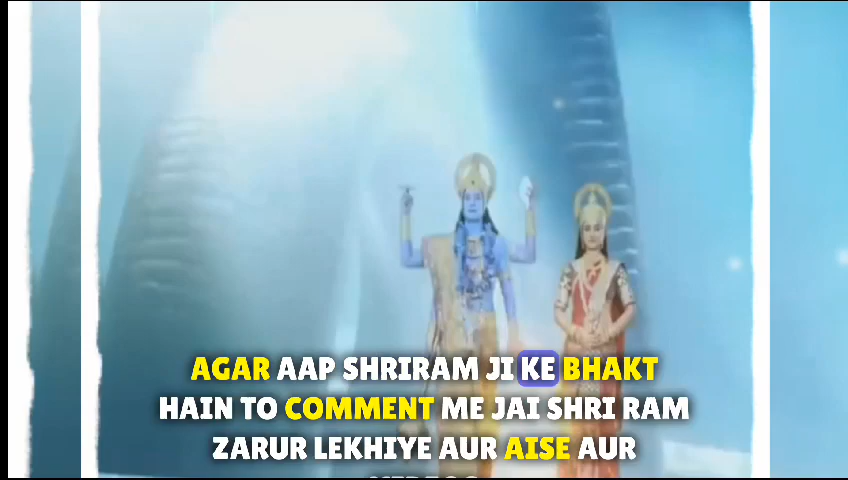 AGAR AAP SHRIRAM JI KE BHAKT
HAIN TO COMMENT ME JAI SHRI RAM
ZARUR LEKHIYE AUR AISE AUR